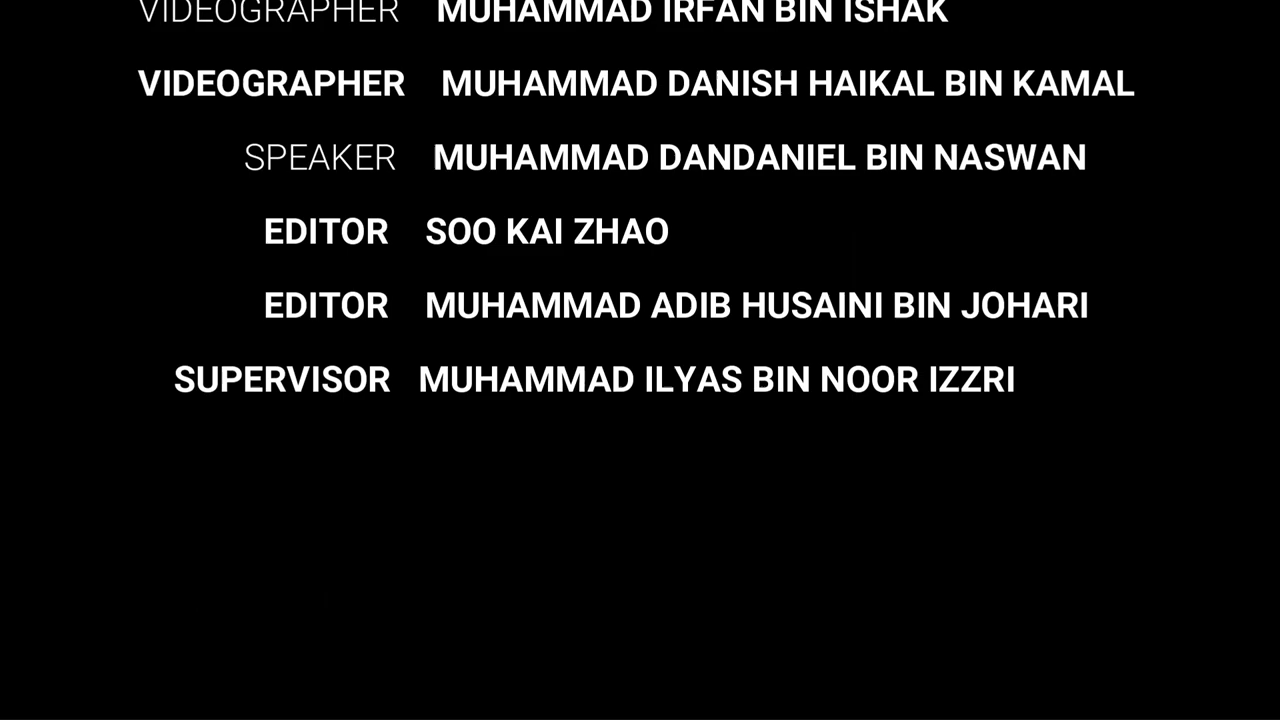 VIDEOGRAPHER MUHAMMAD IRFAN BIN ISHAK
VIDEOGRAPHER MUHAMMAD DANISH HAIKAL BIN KAMAL
SPEAKER MUHAMMAD DANDANIEL BIN NASWAN
EDITOR SOO KAI ZHAO
EDITOR MUHAMMAD ADIB HUSAINI BIN JOHARI
SUPERVISOR MUHAMMAD ILYAS BIN NOOR IZZRI